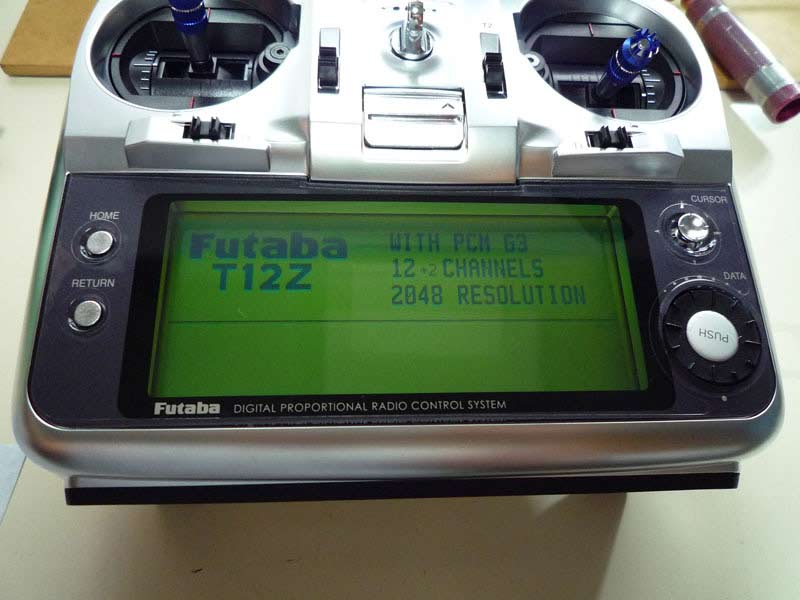 T2
HOME
RETURN
CURSOR
DATA
PUSH
Futaba
T12Z
WITH PCM G3
12 +2 CHANNELS
2048 RESOLUTION
Futaba DIGITAL PROPORTIONAL RADIO CONTROL SYSTEM